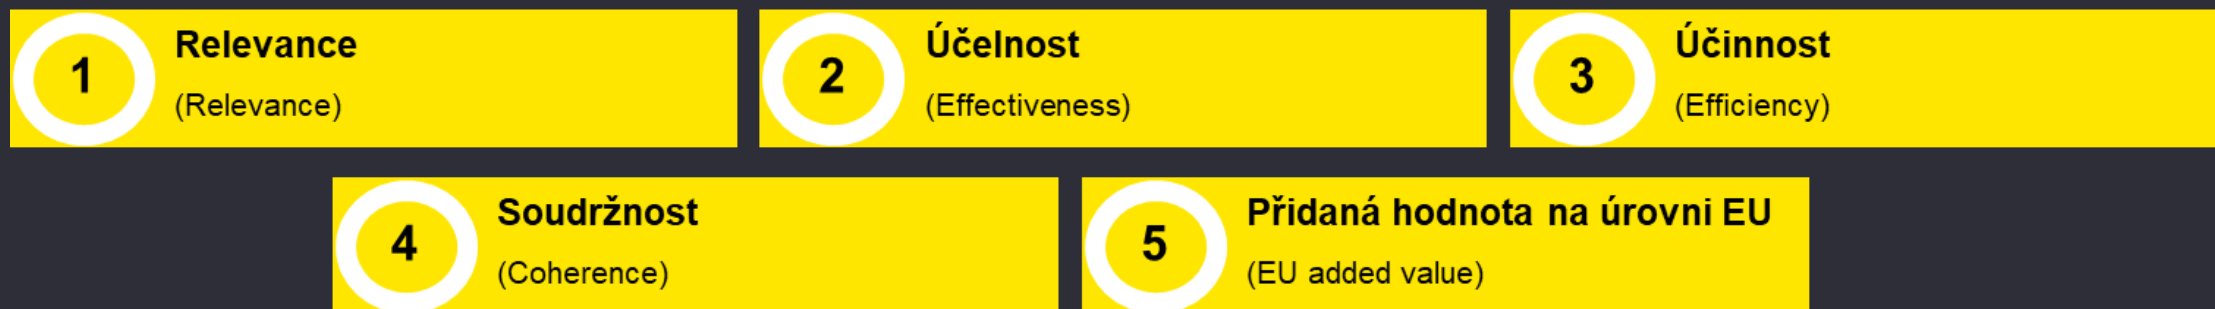 1
Relevance
(Relevance)
2
Účelnost
(Effectiveness)
3
Účinnost
(Efficiency)
4
Soudržnost
(Coherence)
5
Přidaná hodnota na úrovni EU
(EU added value)